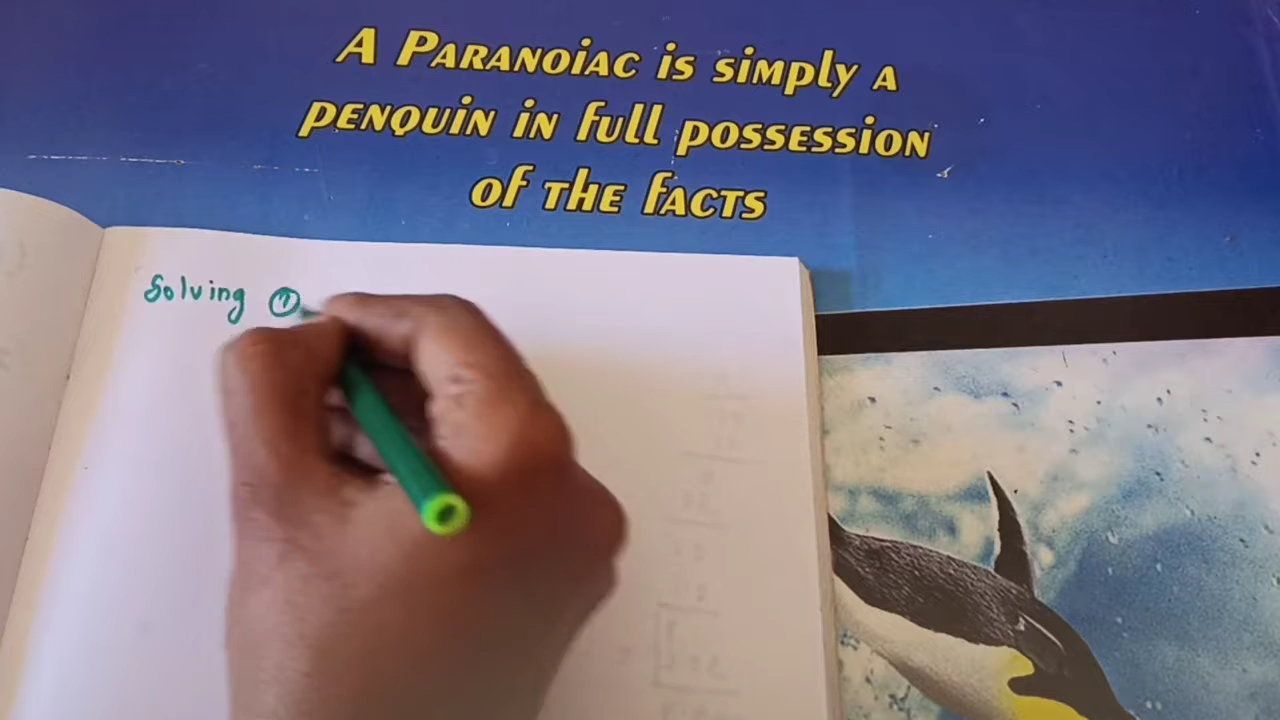 A PARANOiAC is simply A
PENQUiN iN full possession
of THE fACTS
Solving ①